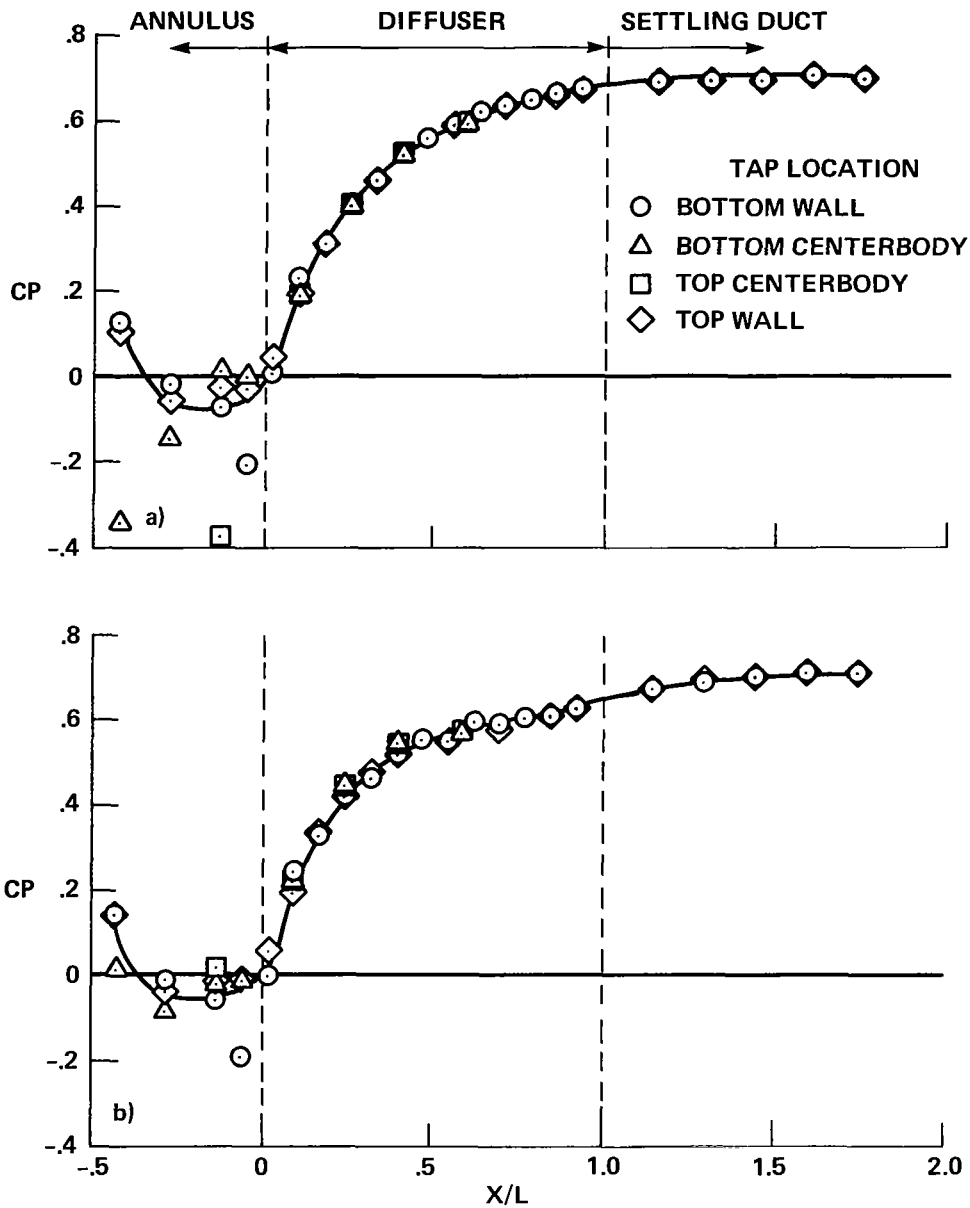 ANNULUS DIFFUSER SETTLING DUCT
.8
.6
.4
.2
0
-.2
-.4
CP
TAP LOCATION
BOTTOM WALL
BOTTOM CENTERBODY
TOP CENTERBODY
TOP WALL
a)
.8
.6
.4
.2
0
-.2
-.4
CP
b)
-.5 0 .5 1.0 1.5 2.0
X/L